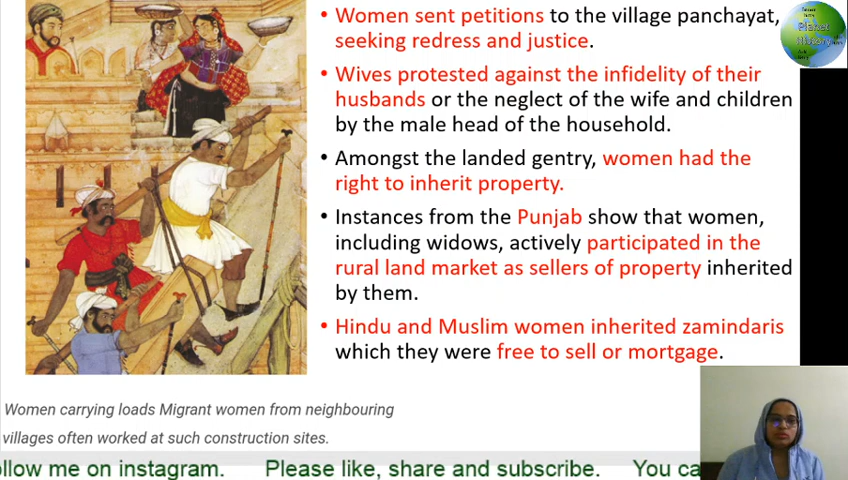 • Women sent petitions to the village panchayat,
seeking redress and justice.
• Wives protested against the infidelity of their
husbands or the neglect of the wife and children
by the male head of the household.
• Amongst the landed gentry, women had the
right to inherit property.
• Instances from the Punjab show that women,
including widows, actively participated in the
rural land market as sellers of property inherited
by them.
• Hindu and Muslim women inherited zamindaris
which they were free to sell or mortgage.
Planet
History
Women carrying loads Migrant women from neighbouring
villages often worked at such construction sites.
ollow me on instagram. Please like, share and subscribe. You ca